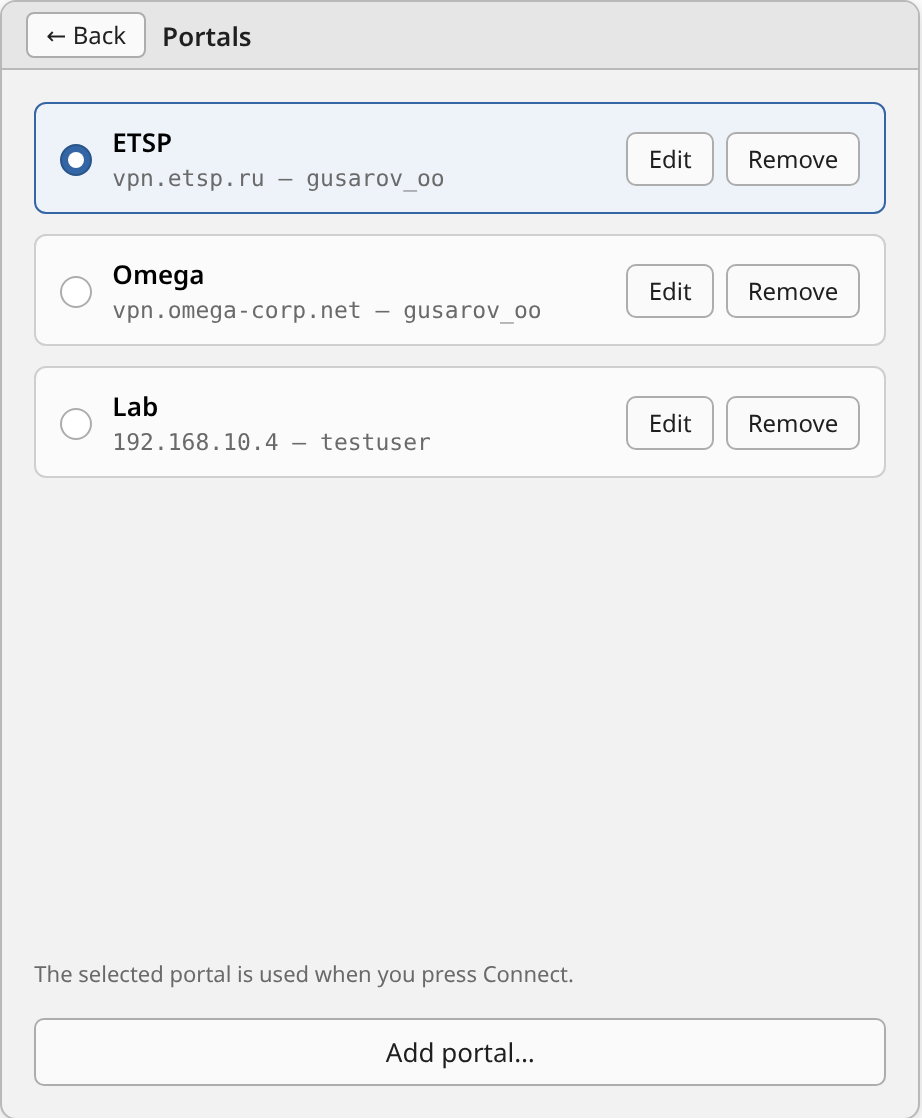 ← Back Portals
ETSP
vpn.etsp.ru — gusarov_oo
Edit Remove
Omega
vpn.omega-corp.net — gusarov_oo
Edit Remove
Lab
192.168.10.4 — testuser
Edit Remove
The selected portal is used when you press Connect.
Add portal...